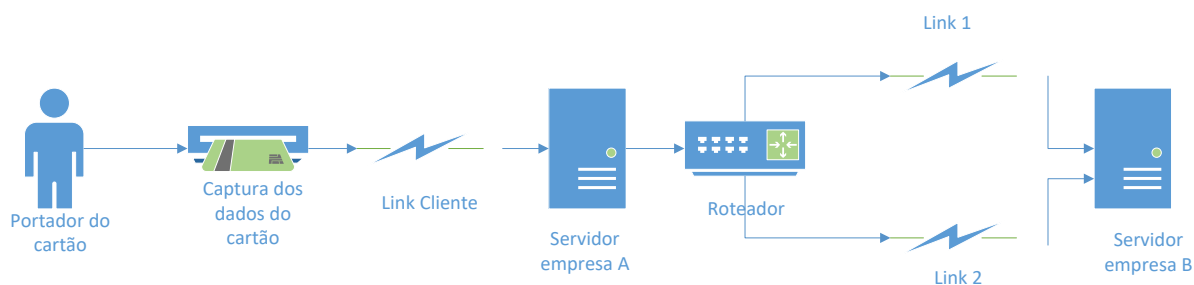 Link 1
Portador do
cartão
Captura dos
dados do
cartão
Link Cliente
Servidor
empresa A
Roteador
Link 2
Servidor
empresa B